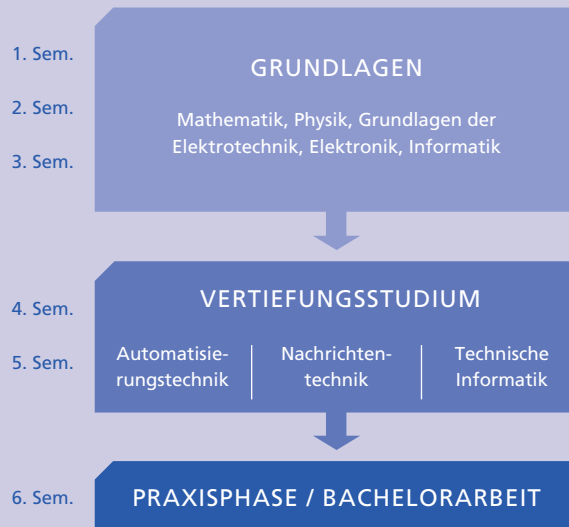 1. Sem.
2. Sem.
3. Sem.
GRUNDLAGEN
Mathematik, Physik, Grundlagen der
Elektrotechnik, Elektronik, Informatik
4. Sem.
5. Sem.
VERTIEFUNGSSTUDIUM
Automatisie-
rungstechnik
Nachrichten-
technik
Technische
Informatik
6. Sem.
PRAXISPHASE / BACHELORARBEIT